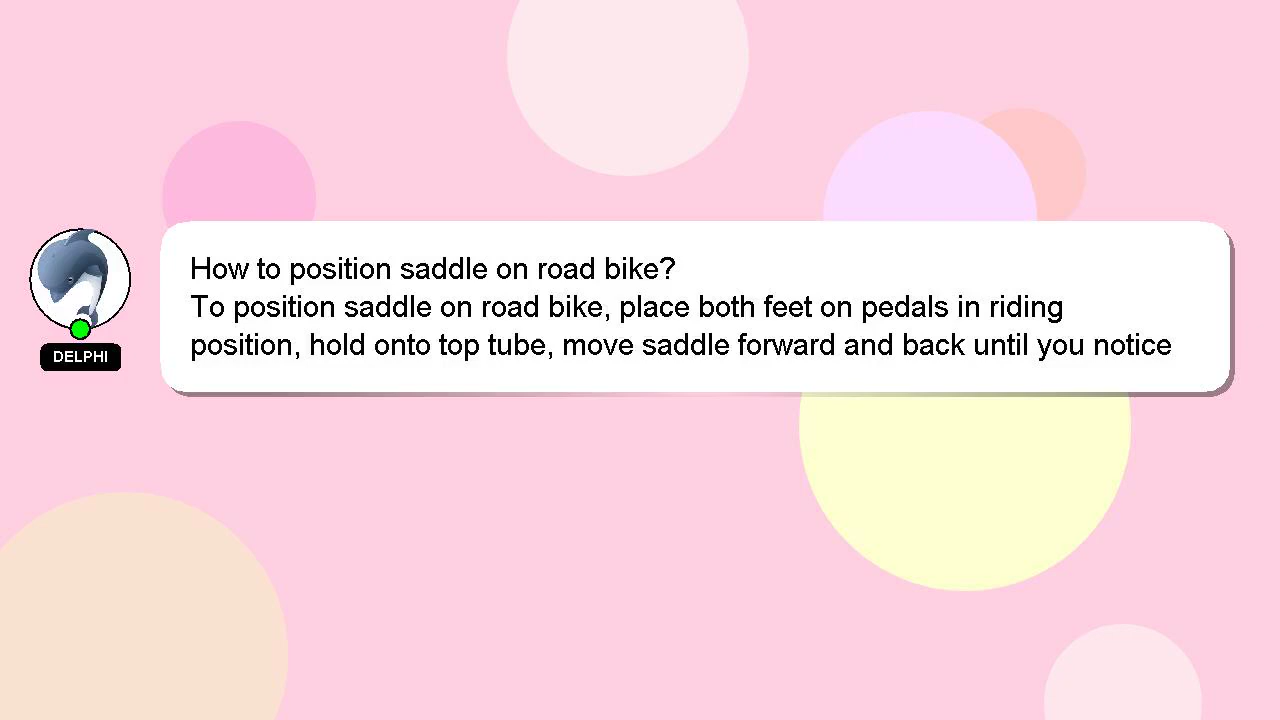 How to position saddle on road bike?
To position saddle on road bike, place both feet on pedals in riding
position, hold onto top tube, move saddle forward and back until you notice
DELPHI